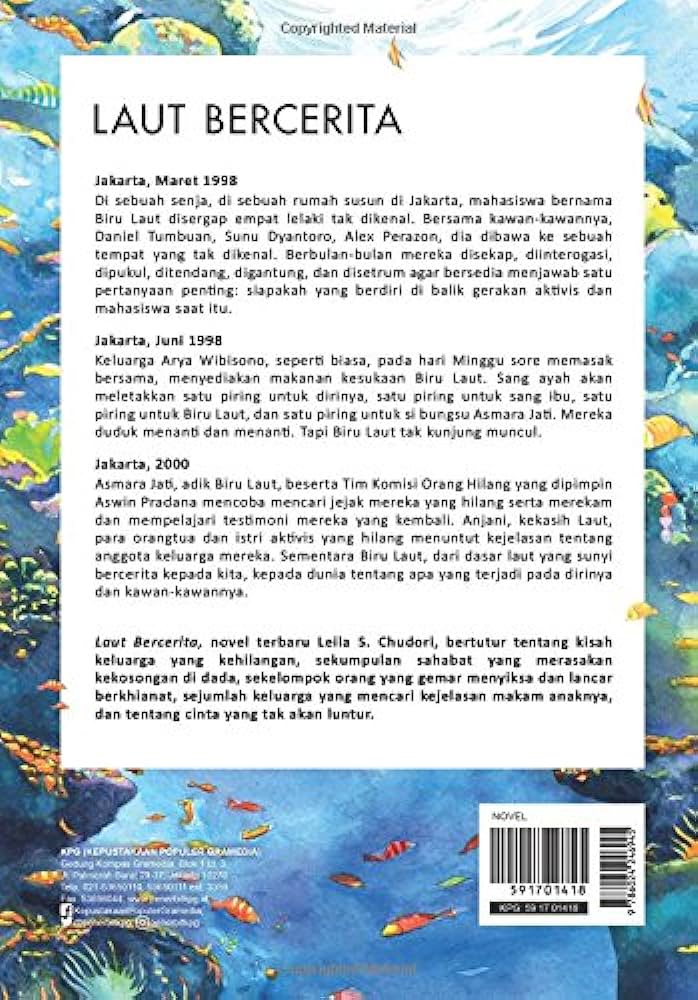 Copyrighted Material
LAUT BERCERITA
Jakarta, Maret 1998
Di sebuah senja, di sebuah rumah susun di Jakarta, mahasiswa bernama
Biru Laut disergap empat lelaki tak dikenal. Bersama kawan-kawannya,
Daniel Tumbuan, Sunu Dyantoro, Alex Perazon, dia dibawa ke sebuah
tempat yang tak dikenal. Berbulan-bulan mereka disekap, diinterogasi,
dipukul, ditendang, digantung, dan disetrum agar bersedia menjawab satu
pertanyaan penting: siapakah yang berdiri di balik gerakan aktivis dan
mahasiswa saat itu.
Jakarta, Juni 1998
Keluarga Arya Wibisono, seperti biasa, pada hari Minggu sore memasak
bersama, menyediakan makanan kesukaan Biru Laut. Sang ayah akan
meletakkan satu piring untuk dirinya, satu piring untuk sang ibu, satu
piring untuk Biru Laut, dan satu piring untuk si bungsu Asmara Jati. Mereka
duduk menanti dan menanti. Tapi Biru Laut tak kunjung muncul.
Jakarta, 2000
Asmara Jati, adik Biru Laut, beserta Tim Komisi Orang Hilang yang dipimpin
Aswin Pradana mencoba mencari jejak mereka yang hilang serta merekam
dan mempelajari testimoni mereka yang kembali. Anjani, kekasih Laut,
para orangtua dan istri aktivis yang hilang menuntut kejelasan tentang
anggota keluarga mereka. Sementara Biru Laut, dari dasar laut yang sunyi
bercerita kepada kita, kepada dunia tentang apa yang terjadi pada dirinya
dan kawan-kawannya.
Laut Bercerita, novel terbaru Leila S. Chudori, bertutur tentang kisah
keluarga yang kehilangan, sekumpulan sahabat yang merasakan
kekosongan di dada, sekelompok orang yang gemar menyiksa dan lancar
berkhianat, sejumlah keluarga yang mencari kejelasan makam anaknya,
dan tentang cinta yang tak akan luntur.
KPG (KEPUSTAKAAN POPULER GRAMEDIA)
Gedung Kompas Gramedia, Blok 1 Lt. 3
Jl. Palmerah Barat 29-37, Jakarta 10270
KepustakaanPopulerGramedia
NOVEL
591701418
KPG: 59 17 01418
9 786024 246945
Copyrighted Material